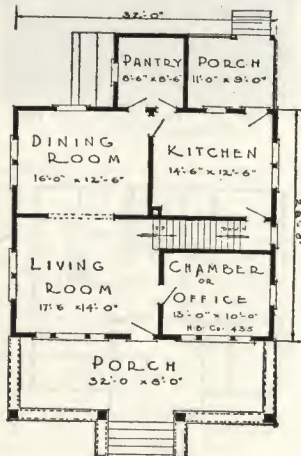 32'-0"
PANTRY
8'-6" x 8'-6"
PORCH
11'-0" x 9'-0"
DINING
ROOM
16'-0" x 12'-6"
KITCHEN
14'-6" x 12'-6"
UP
DOWN
LIVING
ROOM
17'-6 x 14'-0"
CHAMBER
OR
OFFICE
13'-0" x 10'-0"
H.B. Co. 435
PORCH
32'-0 x 8'-0"